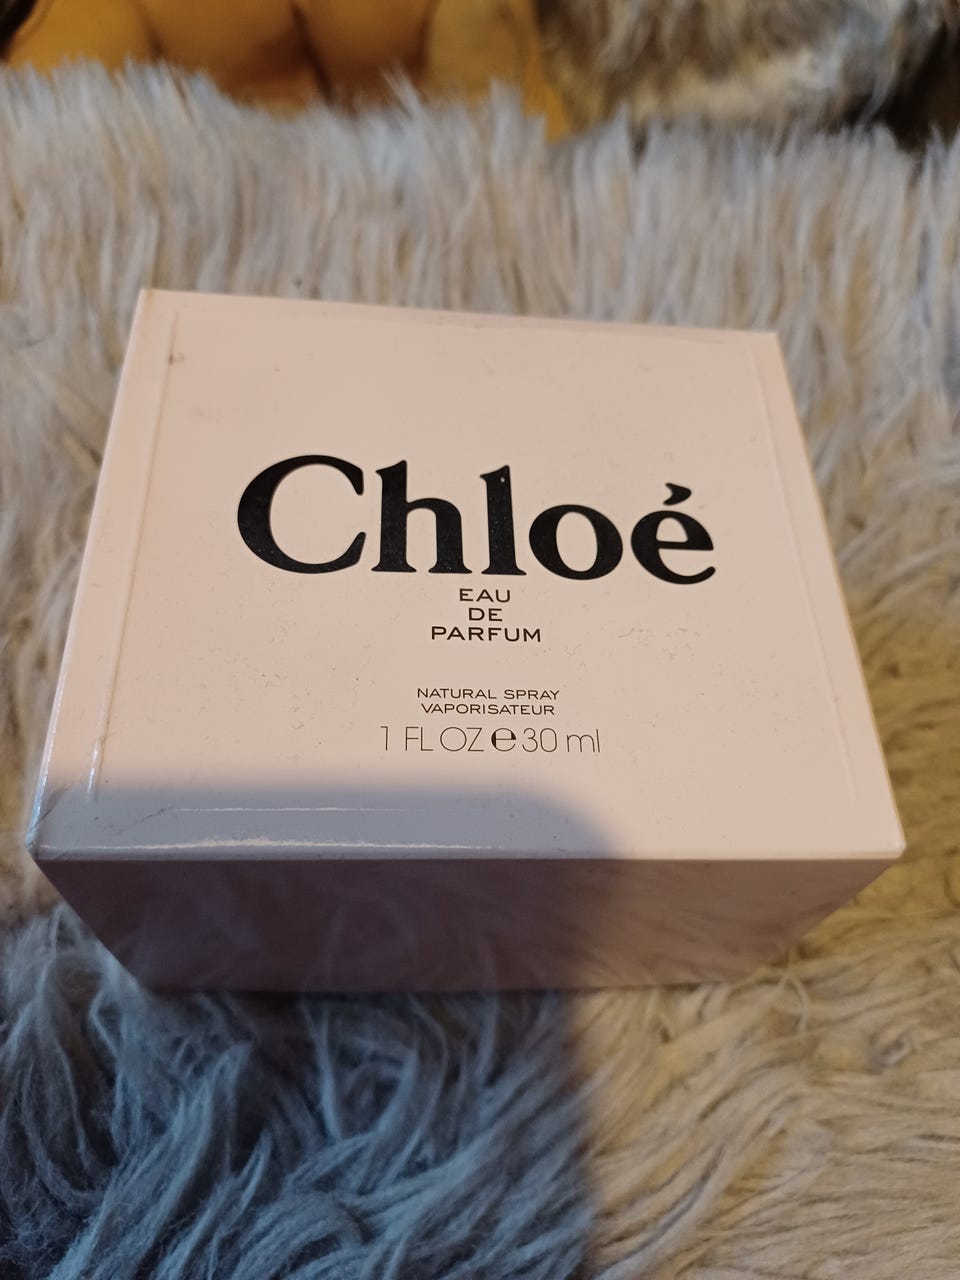 Chloé
EAU
DE
PARFUM
NATURAL SPRAY
VAPORISATEUR
1 FL OZ ℮ 30 ml